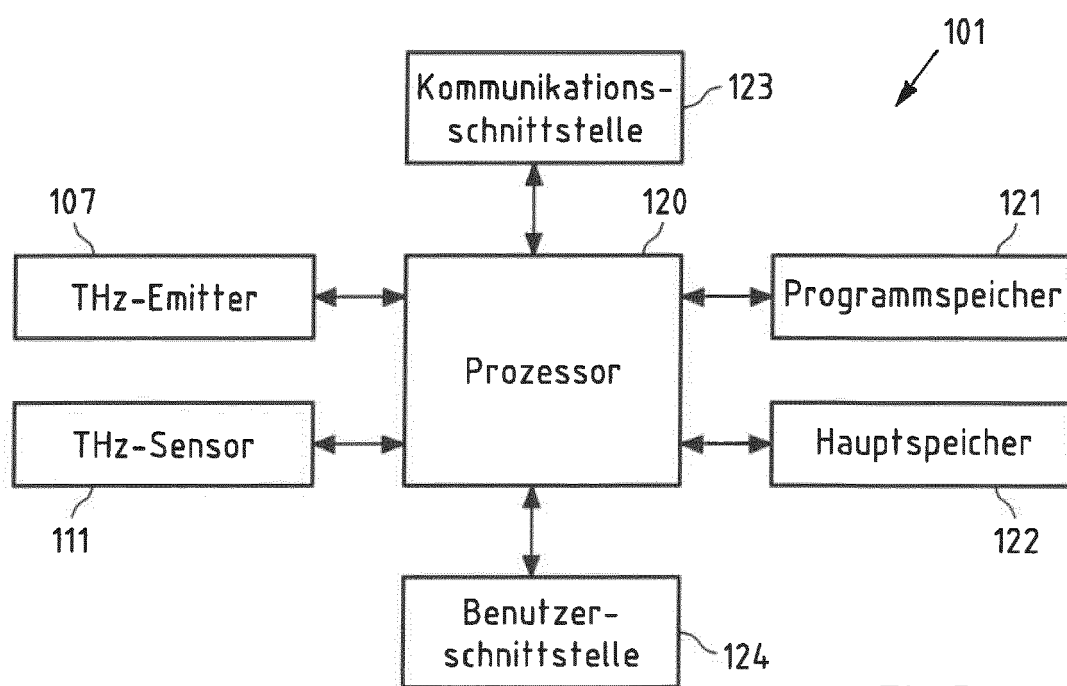 101
Kommunikations-
schnittstelle
123
107
120
121
THz-Emitter
Programmspeicher
Prozessor
THz-Sensor
Hauptspeicher
111
122
Benutzer-
schnittstelle
124